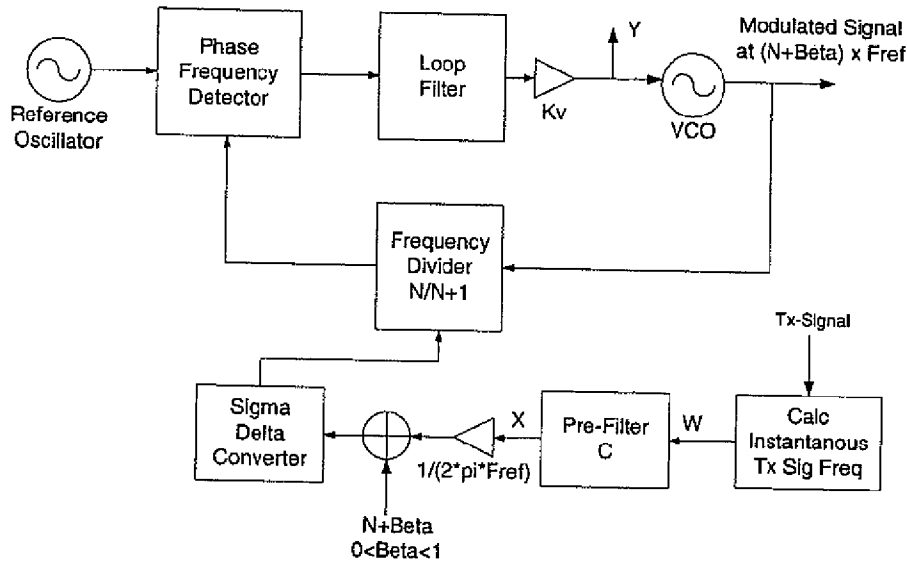 Reference
Oscillator
Phase
Frequency
Detector
Loop
Filter
Kv
Y
VCO
Modulated Signal
at (N+Beta) x Fref
Frequency
Divider
N/N+1
Tx-Signal
Calc
Instantanous
Tx Sig Freq
W
Pre-Filter
C
X
1/(2*pi*Fref)
Sigma
Delta
Converter
N+Beta
0<Beta<1